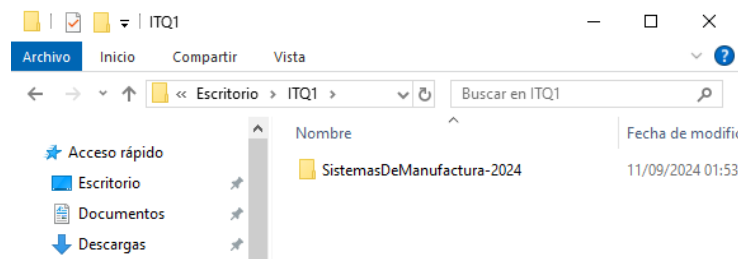 ITQ1
Archivo Inicio Compartir Vista
« Escritorio > ITQ1 > Buscar en ITQ1
Nombre Fecha de modifi
Acceso rápido
SistemasDeManufactura-2024 11/09/2024 01:53
Escritorio
Documentos
Descargas